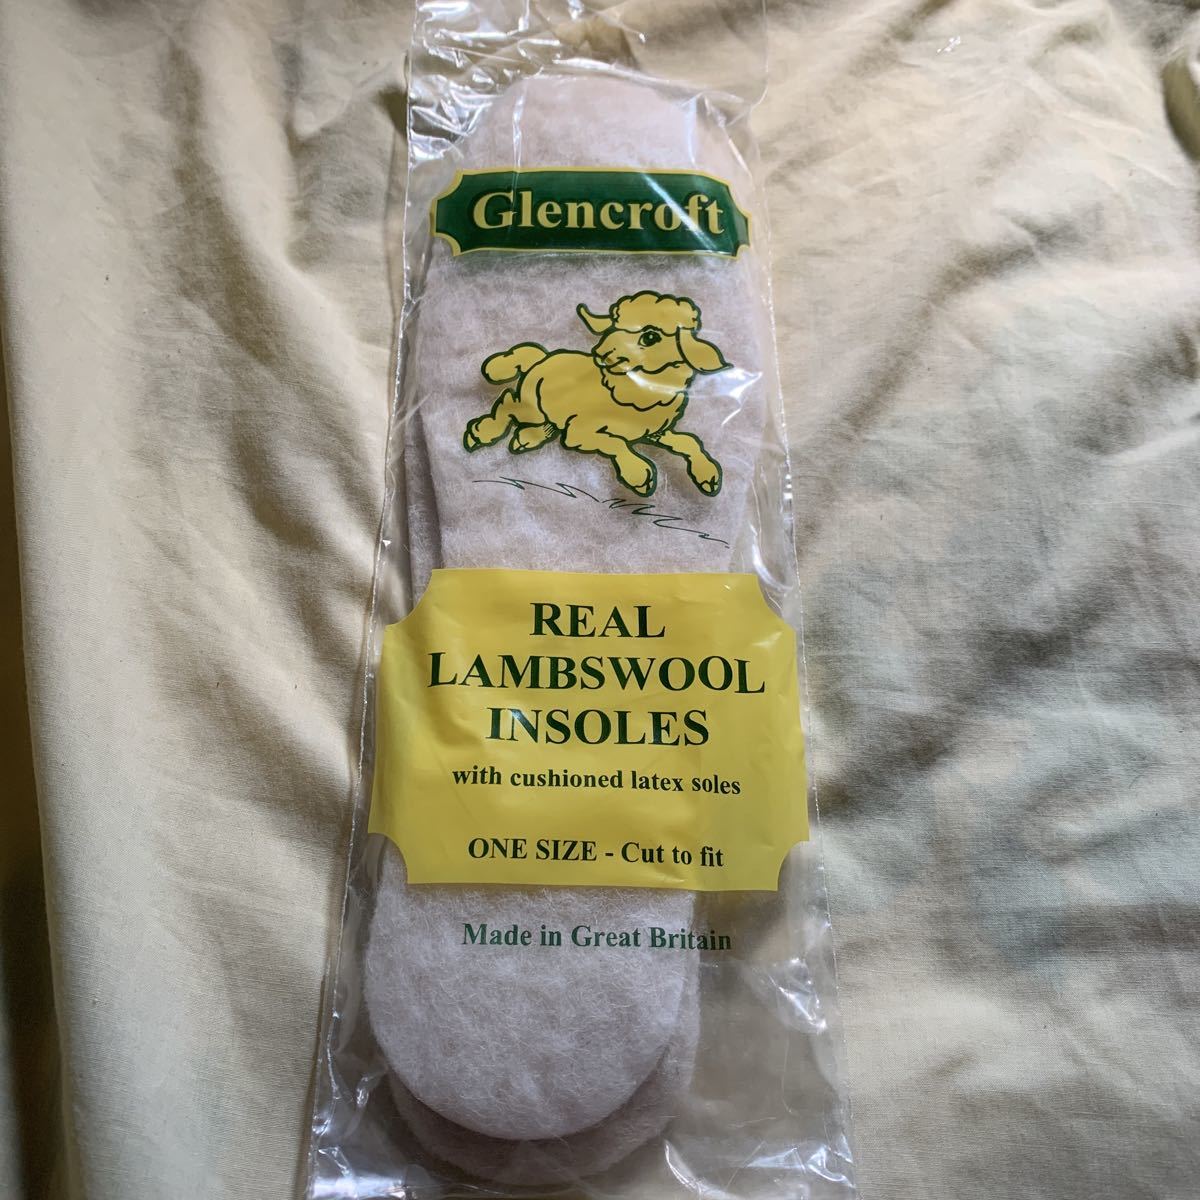 Glencroft
REAL
LAMBSWOOL
INSOLES
with cushioned latex soles
ONE SIZE - Cut to fit
Made in Great Britain